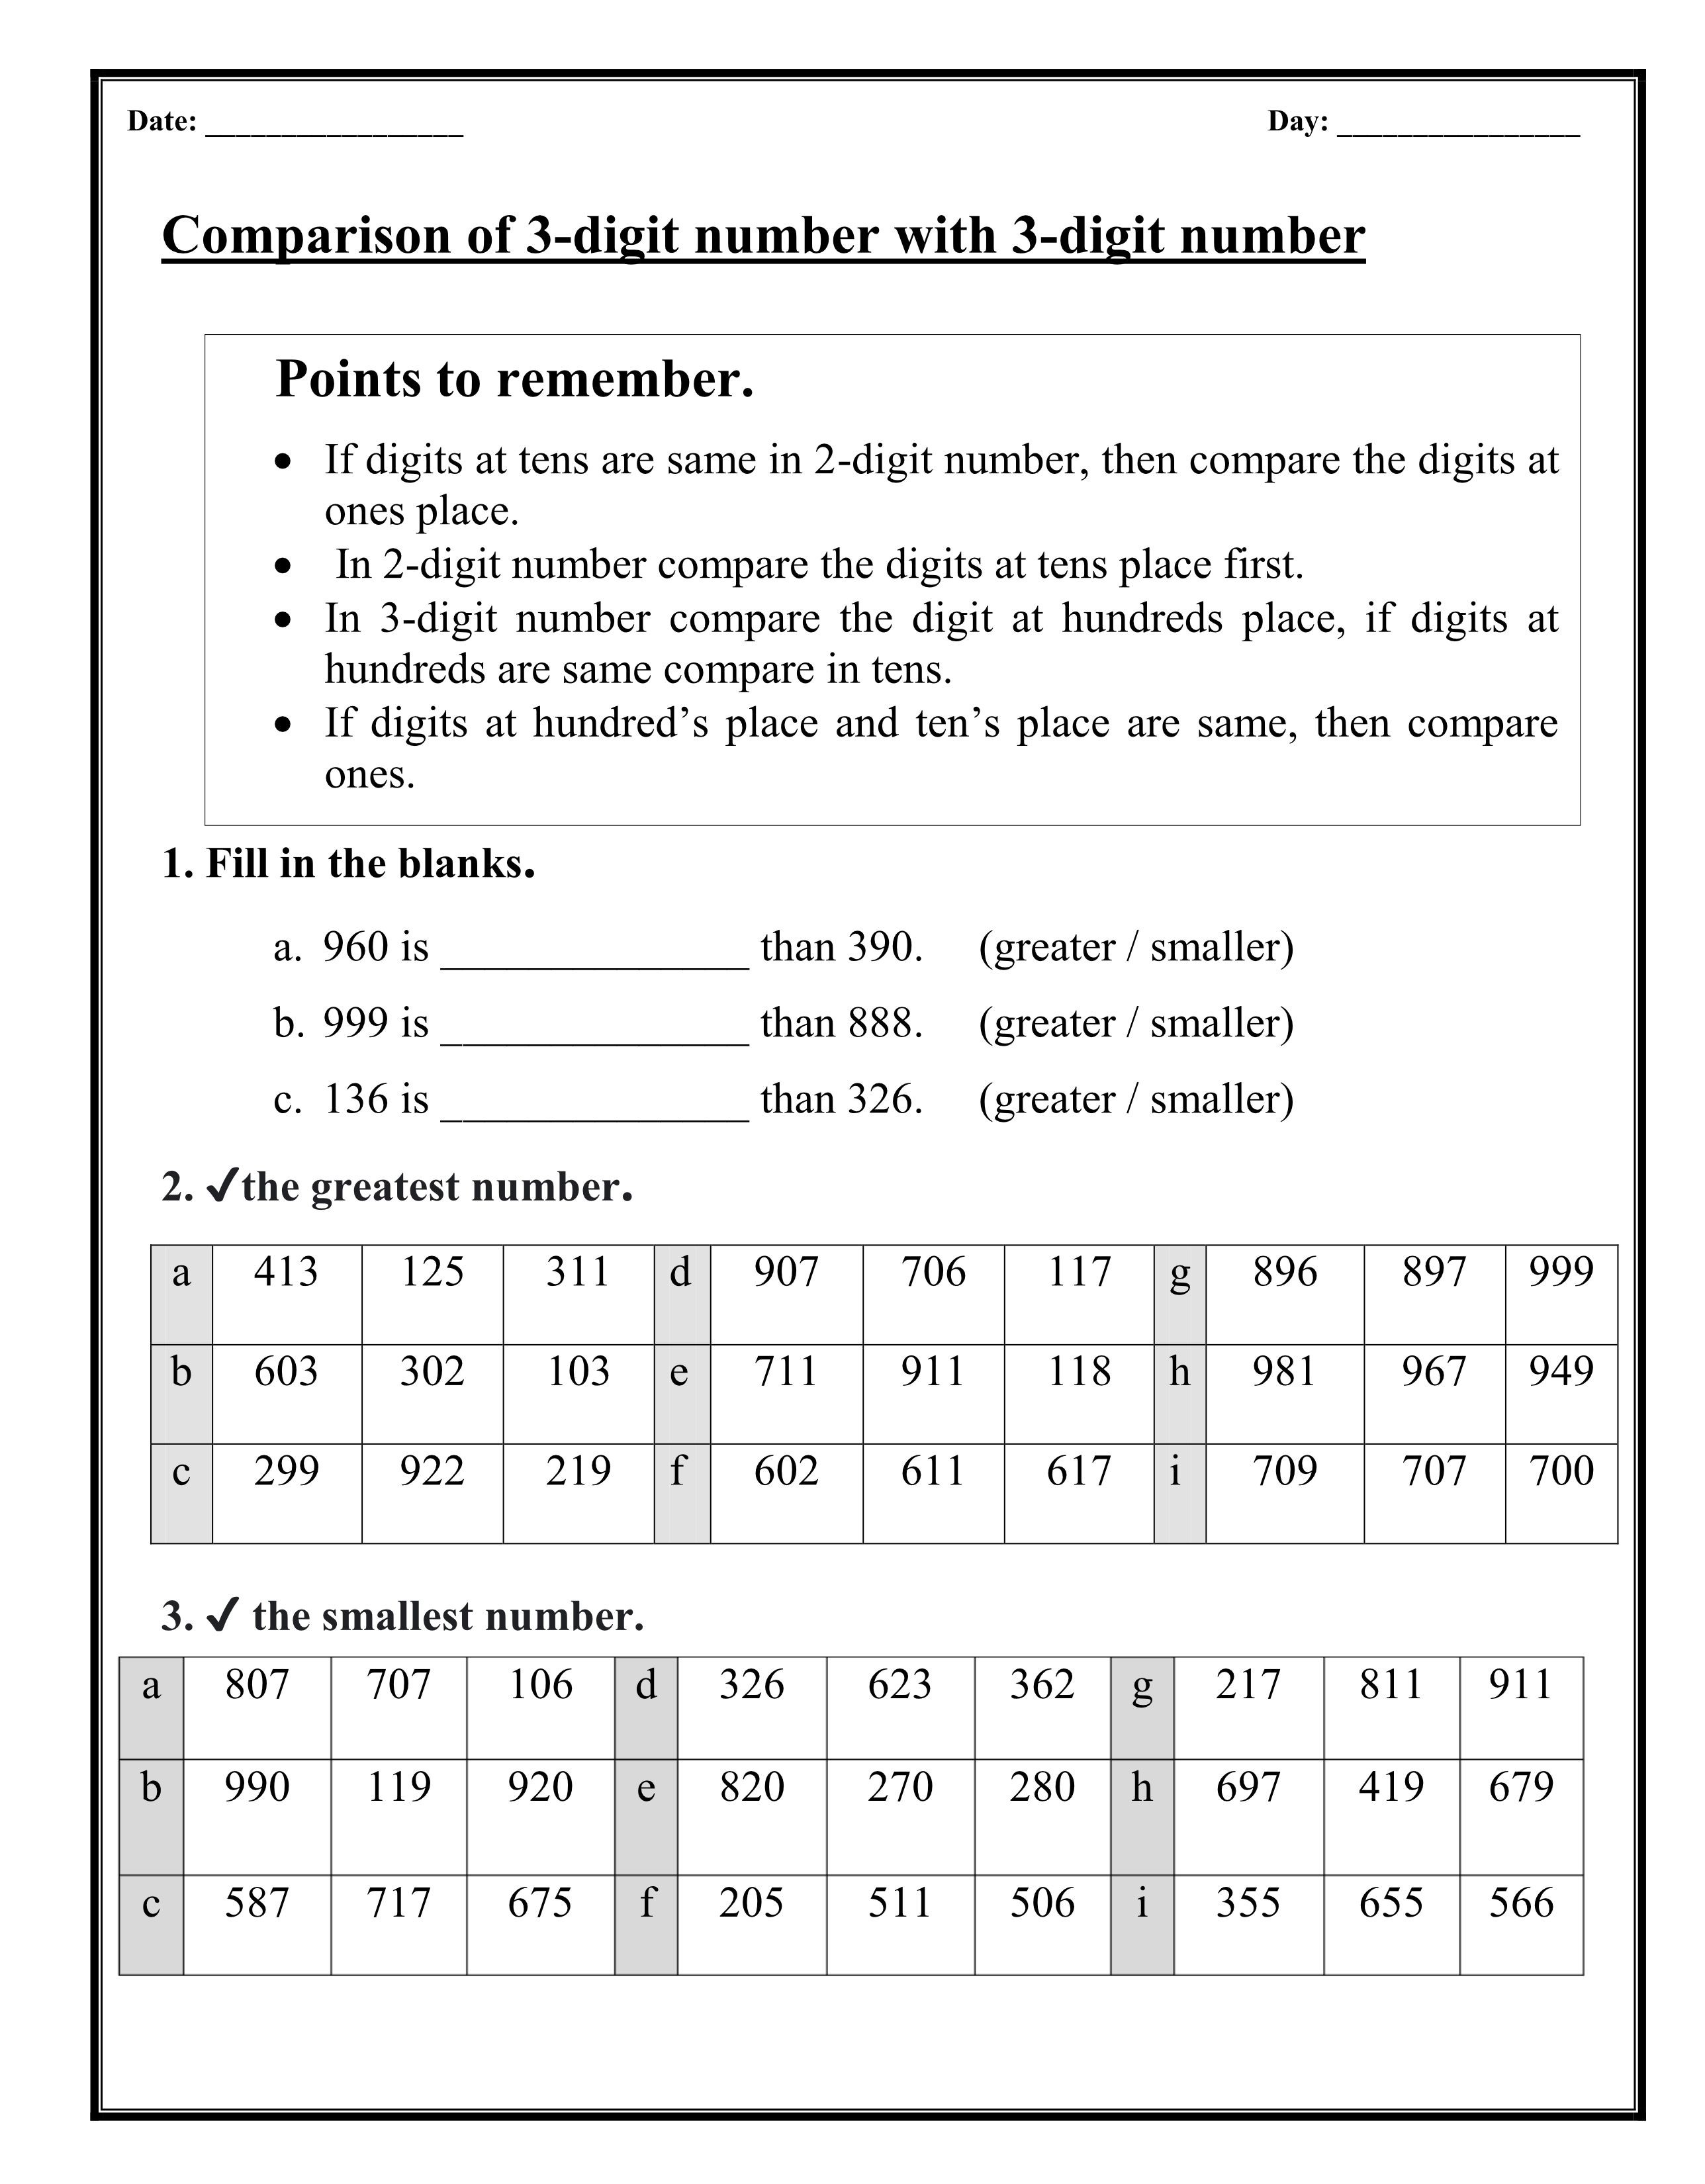 Date: _________________ Day: ________________
Comparison of 3-digit number with 3-digit number
Points to remember.
• If digits at tens are same in 2-digit number, then compare the digits at
ones place.
• In 2-digit number compare the digits at tens place first.
• In 3-digit number compare the digit at hundreds place, if digits at
hundreds are same compare in tens.
• If digits at hundred’s place and ten’s place are same, then compare
ones.
1. Fill in the blanks.
a. 960 is ______________ than 390. (greater / smaller)
b. 999 is ______________ than 888. (greater / smaller)
c. 136 is ______________ than 326. (greater / smaller)
2. ✓the greatest number.
a 413 125 311 d 907 706 117 g 896 897 999
b 603 302 103 e 711 911 118 h 981 967 949
c 299 922 219 f 602 611 617 i 709 707 700
3. ✓ the smallest number.
a 807 707 106 d 326 623 362 g 217 811 911
b 990 119 920 e 820 270 280 h 697 419 679
c 587 717 675 f 205 511 506 i 355 655 566